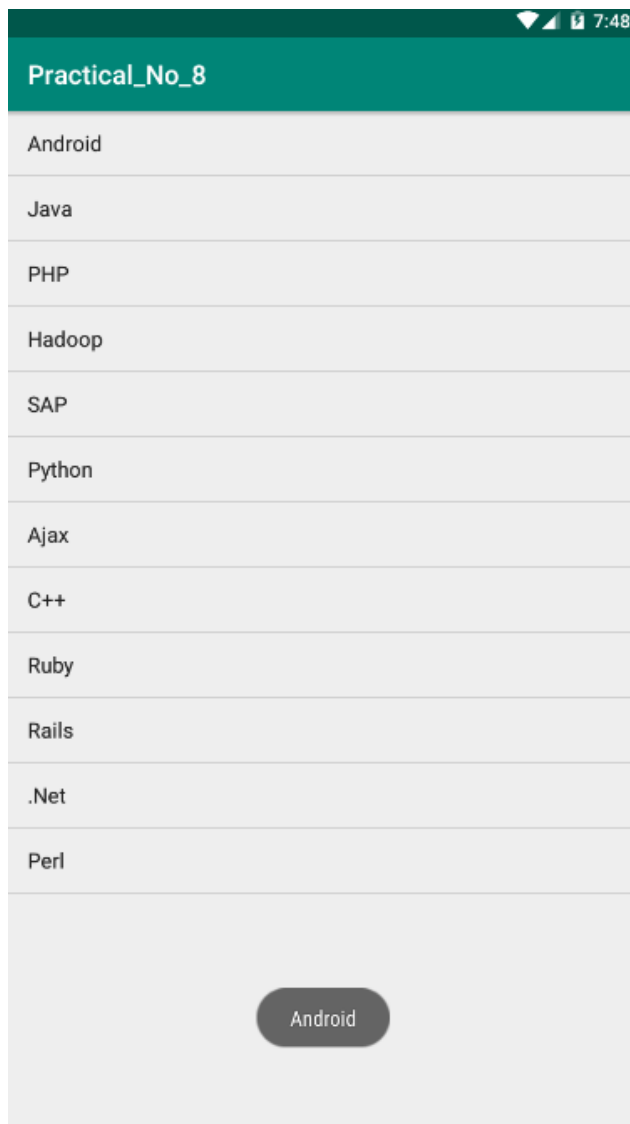 7:48
Practical_No_8
Android
Java
PHP
Hadoop
SAP
Python
Ajax
C++
Ruby
Rails
.Net
Perl
Android